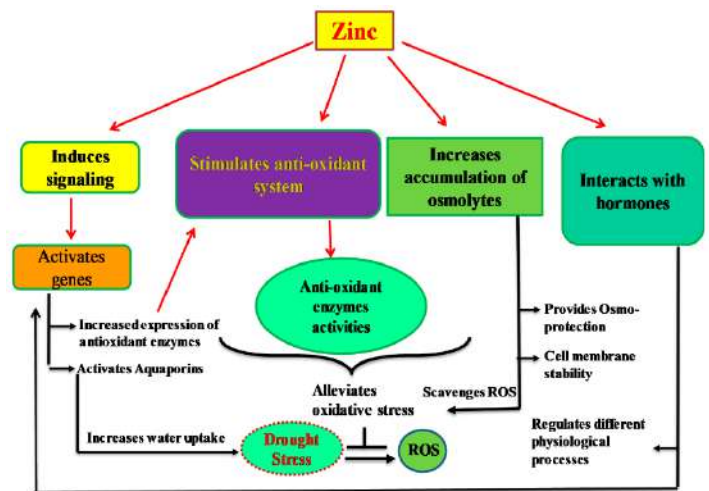 Zinc
Induces
signaling
Stimulates anti-oxidant
system
Increases
accumulation of
osmolytes
Interacts with
hormones
Activates
genes
Anti-oxidant
enzymes
activities
Increased expression of
antioxidant enzymes
Activates Aquaporins
Provides Osmo-
protection
Cell membrane
stability
Alleviates
oxidative stress
Scavenges ROS
Increases water uptake
Drought
Stress
ROS
Regulates different
physiological
processes